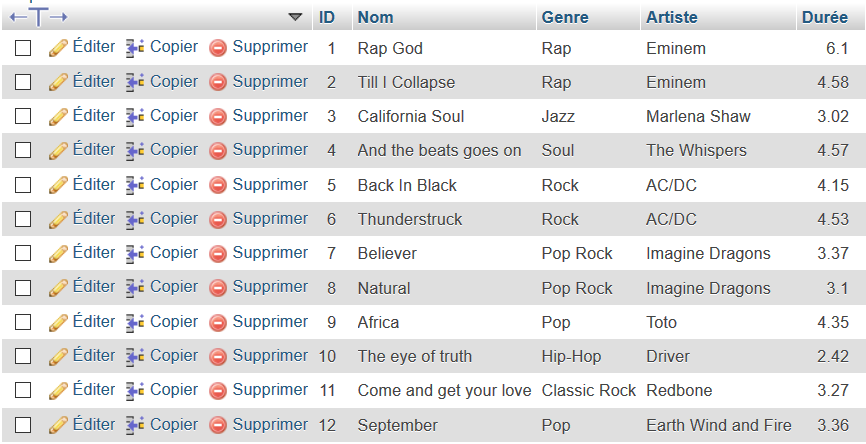 ID Nom Genre Artiste Durée
Éditer Copier Supprimer 1 Rap God Rap Eminem 6.1
Éditer Copier Supprimer 2 Till I Collapse Rap Eminem 4.58
Éditer Copier Supprimer 3 California Soul Jazz Marlena Shaw 3.02
Éditer Copier Supprimer 4 And the beats goes on Soul The Whispers 4.57
Éditer Copier Supprimer 5 Back In Black Rock AC/DC 4.15
Éditer Copier Supprimer 6 Thunderstruck Rock AC/DC 4.53
Éditer Copier Supprimer 7 Believer Pop Rock Imagine Dragons 3.37
Éditer Copier Supprimer 8 Natural Pop Rock Imagine Dragons 3.1
Éditer Copier Supprimer 9 Africa Pop Toto 4.35
Éditer Copier Supprimer 10 The eye of truth Hip-Hop Driver 2.42
Éditer Copier Supprimer 11 Come and get your love Classic Rock Redbone 3.27
Éditer Copier Supprimer 12 September Pop Earth Wind and Fire 3.36